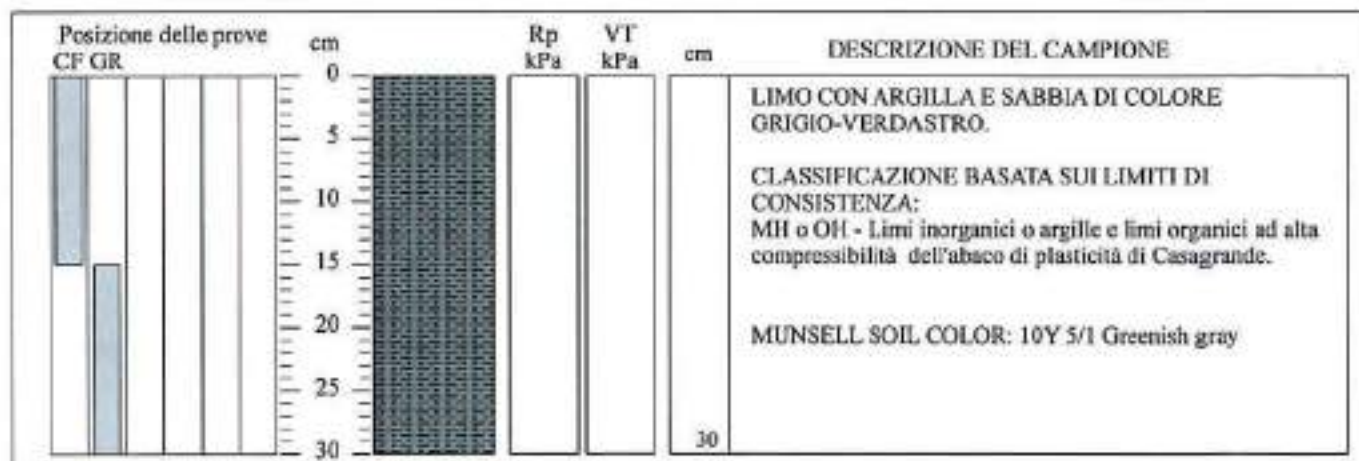 Posizione delle prove
CF GR
cm
Rp
kPa
VT
kPa
cm
DESCRIZIONE DEL CAMPIONE
0
5
10
15
20
25
30
30
LIMO CON ARGILLA E SABBIA DI COLORE
GRIGIO-VERDASTRO.
CLASSIFICAZIONE BASATA SUI LIMITI DI
CONSISTENZA:
MH o OH - Limi inorganici o argille e limi organici ad alta
compressibilità dell'abaco di plasticità di Casagrande.
MUNSELL SOIL COLOR: 10Y 5/1 Greenish gray